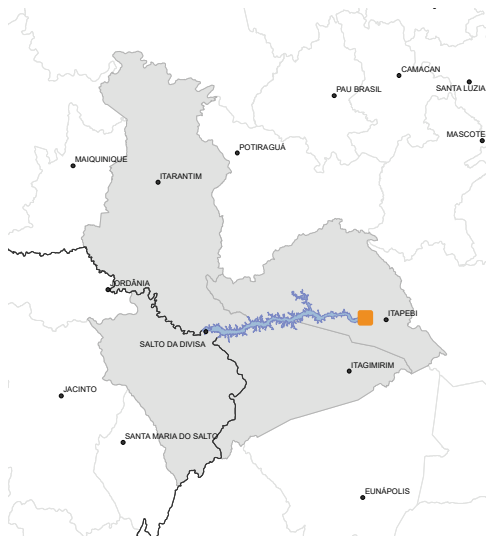 CAMACAN
PAU BRASIL
SANTA LUZIA
MASCOTE
POTIRAGUÁ
MAIQUINIQUE
ITARANTIM
JORDÂNIA
ITAPEBI
SALTO DA DIVISA
ITAGIMIRIM
JACINTO
SANTA MARIA DO SALTO
EUNÁPOLIS